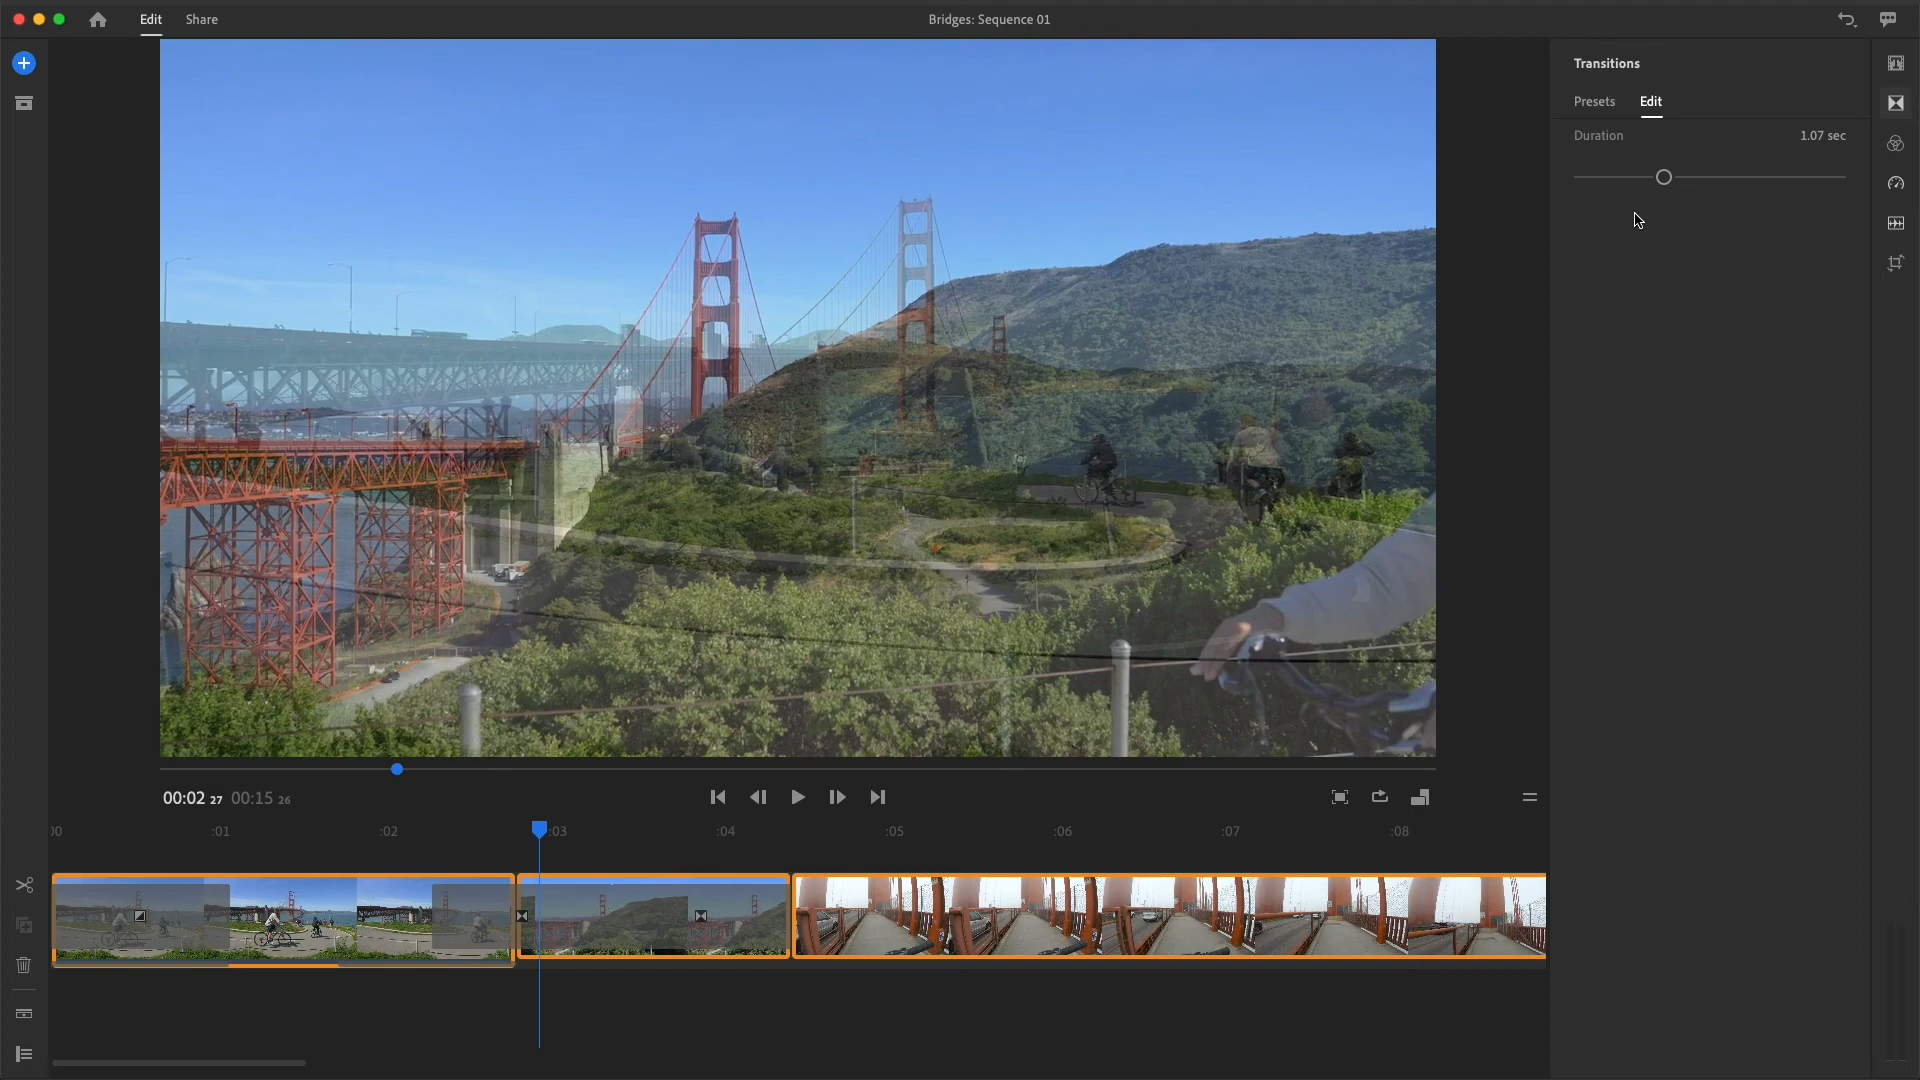 Edit Share Bridges: Sequence 01
Transitions
Presets Edit
Duration 1.07 sec
00:02 27 00:15 26
:01 :02 :03 :04 :05 :06 :07 :08